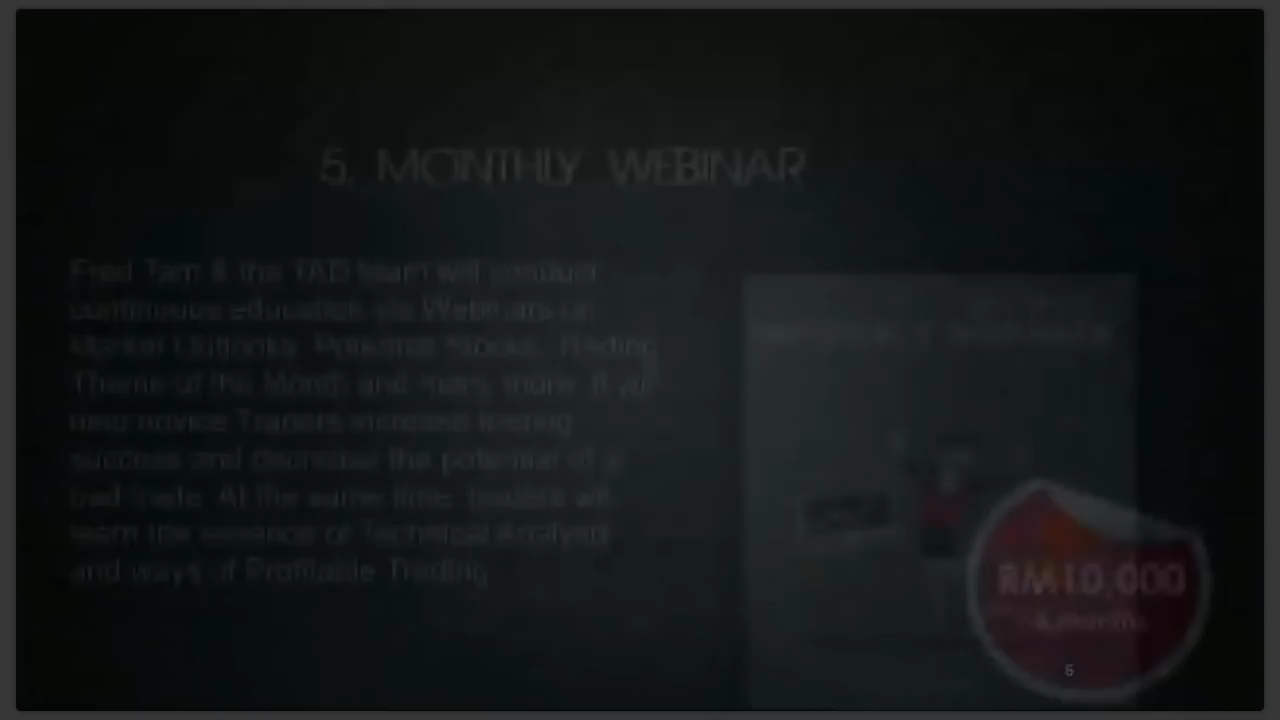 5. MONTHLY WEBINAR
Fred Tam & the TAD team will conduct
continuous education via Webinars on
Market Outlooks, Potential Stocks, Trading
Theme of the Month and many more. It will
help novice Traders increase trading
success and decrease the potential of a
bad trade. At the same time, traders will
learn the essence of Technical Analysis
and ways of Profitable Trading
RM10,000
6